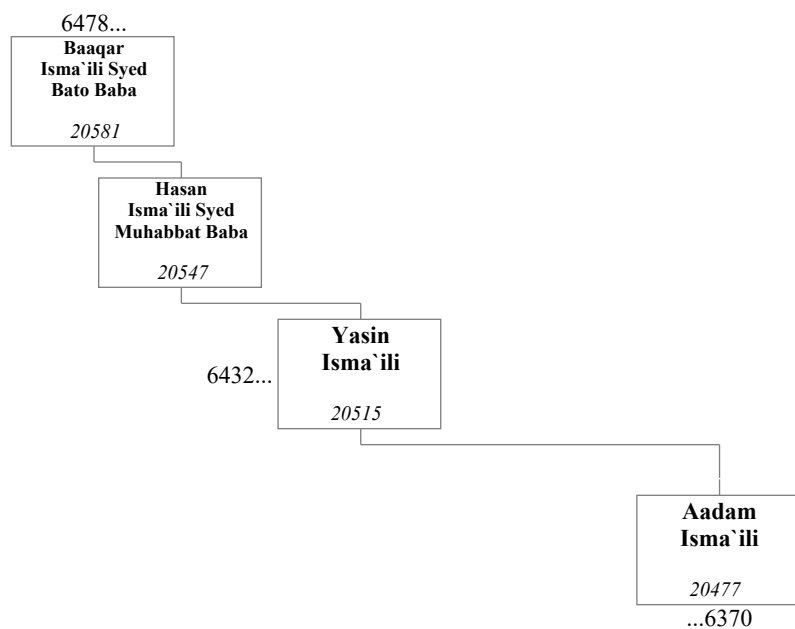 6478...
Baaqar
Isma`ili Syed
Bato Baba
20581
Hasan
Isma`ili Syed
Muhabbat Baba
20547
Yasin
Isma`ili
6432...
20515
Aadam
Isma`ili
20477
...6370